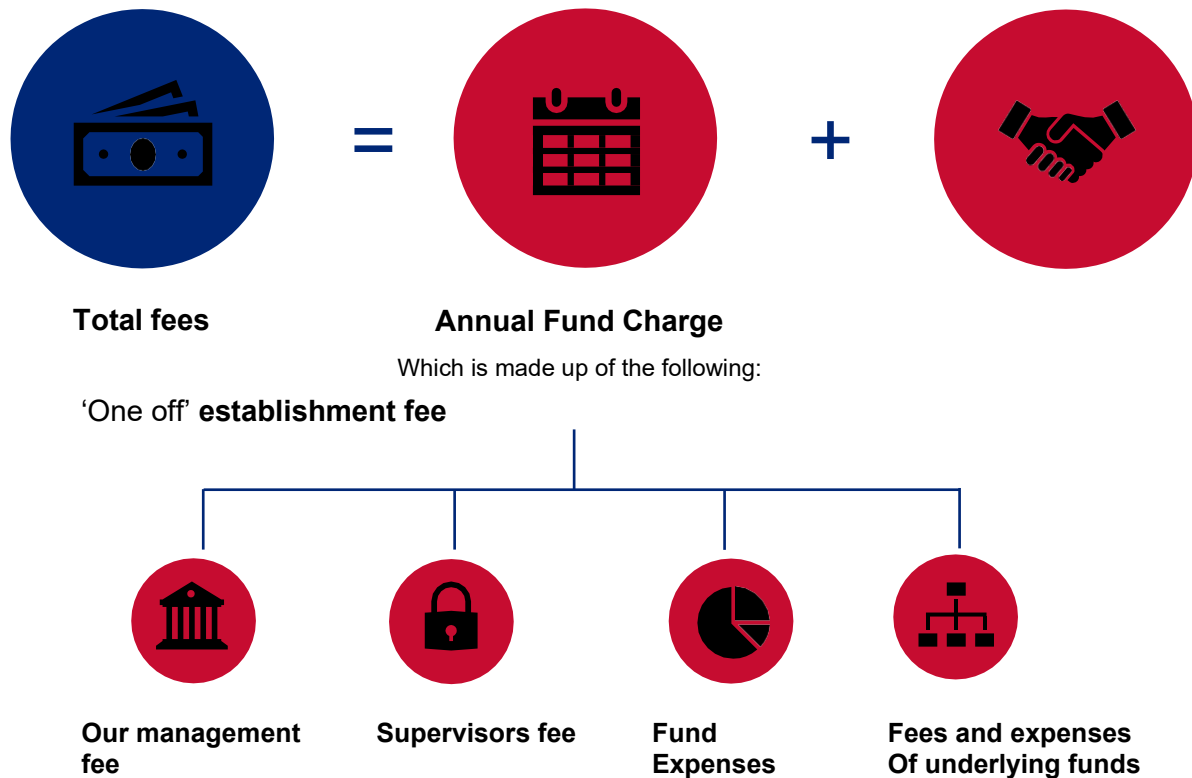 =
+
Total fees
Annual Fund Charge
Which is made up of the following:
‘One off’ establishment fee
Our management
fee
Supervisors fee
Fund
Expenses
Fees and expenses
Of underlying funds